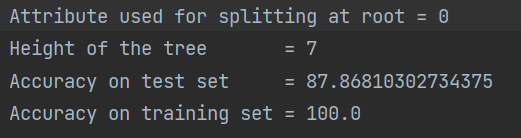 Attribute used for splitting at root = 0
Height of the tree       = 7
Accuracy on test set     = 87.86810302734375
Accuracy on training set = 100.0